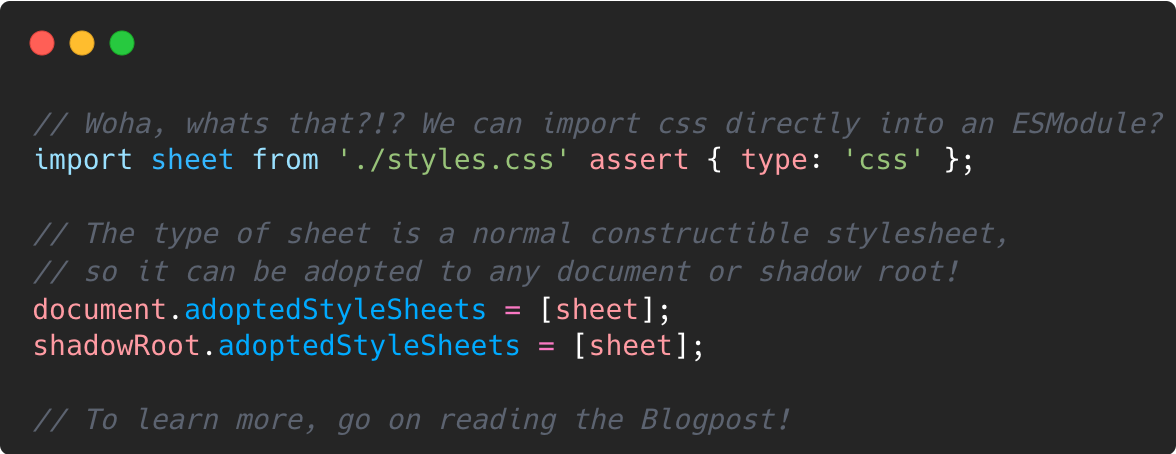 // Woha, whats that?!? We can import css directly into an ESModule?
import sheet from './styles.css' assert { type: 'css' };
// The type of sheet is a normal constructible stylesheet,
// so it can be adopted to any document or shadow root!
document.adoptedStyleSheets = [sheet];
shadowRoot.adoptedStyleSheets = [sheet];
// To learn more, go on reading the Blogpost!